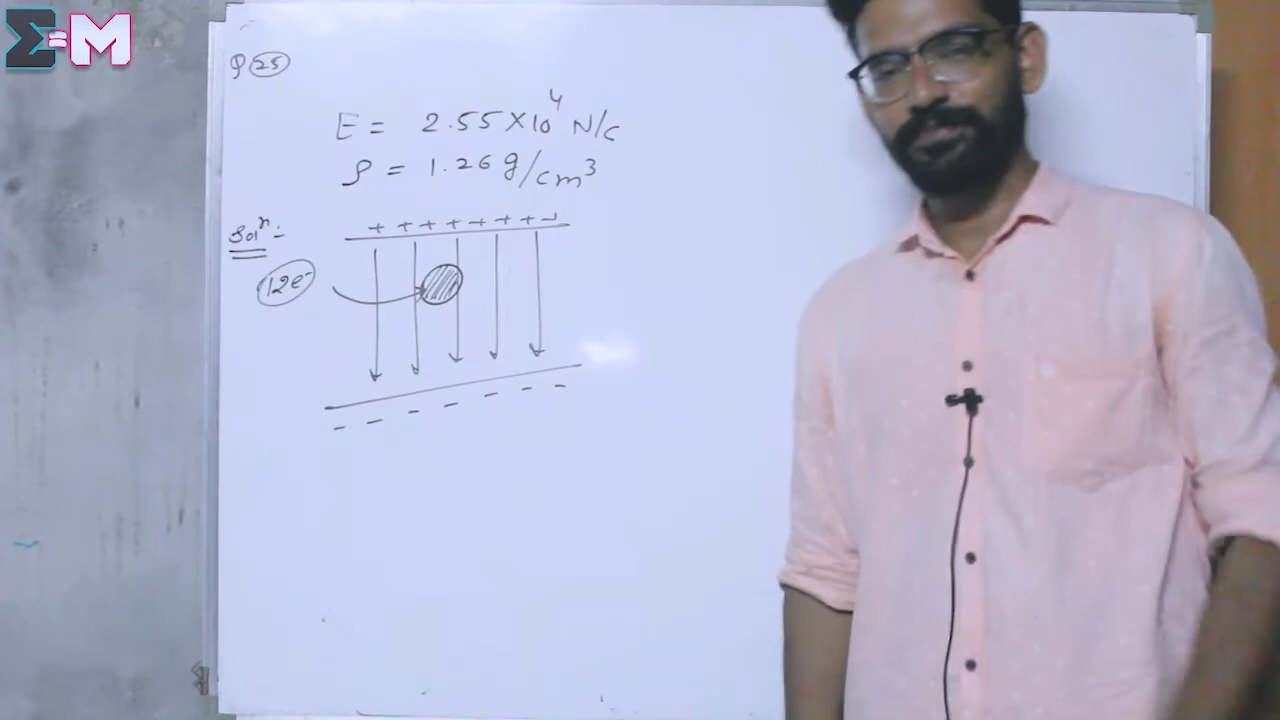 Σ=M
Q 25
E = 2.55×10⁴ N/C
ρ = 1.26 g/cm³
Solⁿ:-
+ + + + + + + +
12e⁻
- - - - - - -